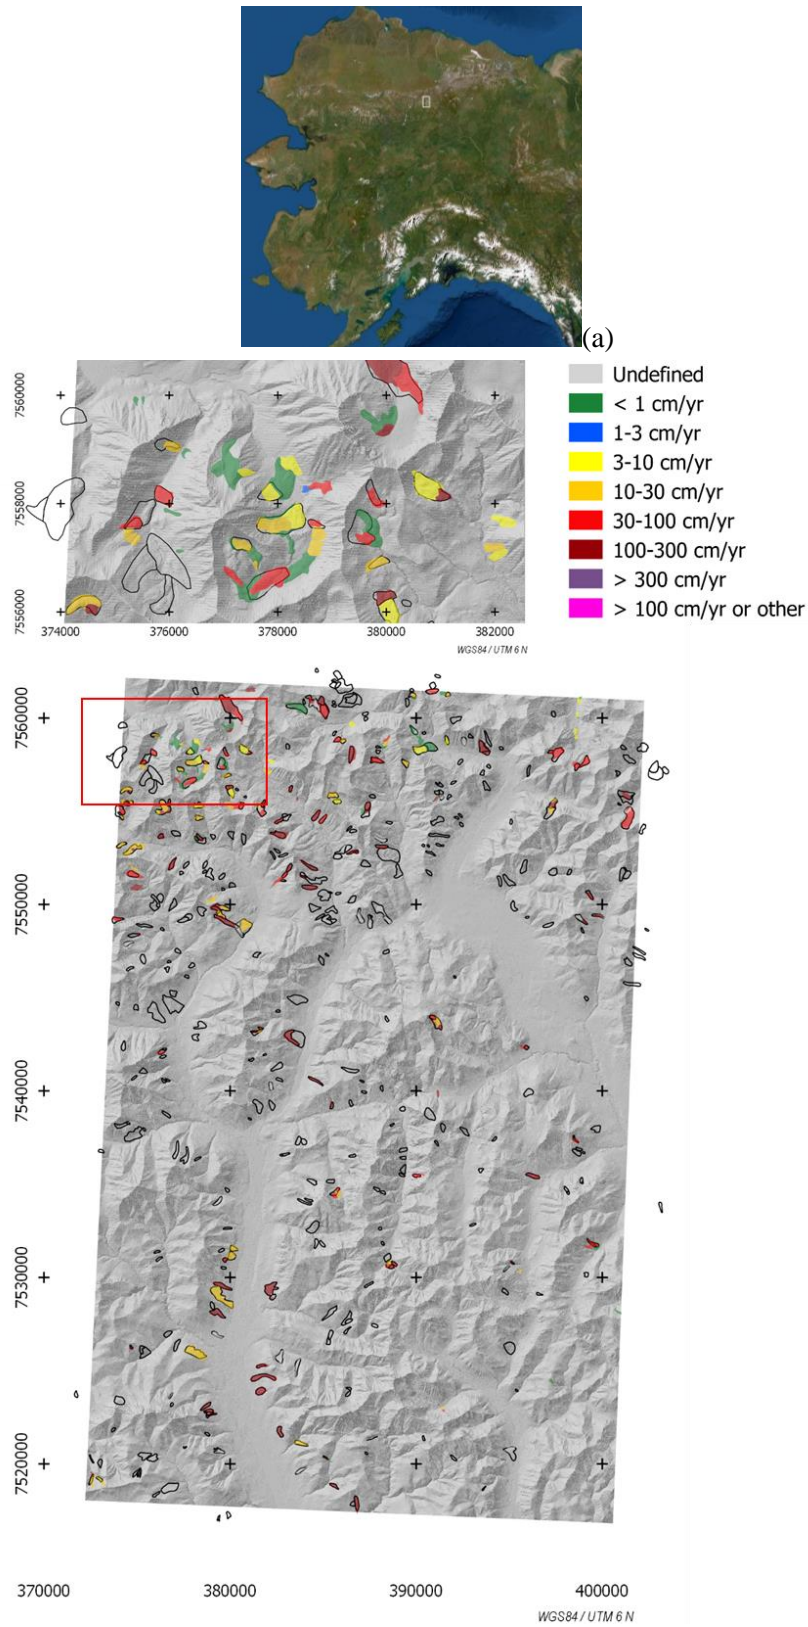 (a)
7560000
7558000
7556000
374000 376000 378000 380000 382000
WGS84 / UTM 6 N
Undefined
< 1 cm/yr
1-3 cm/yr
3-10 cm/yr
10-30 cm/yr
30-100 cm/yr
100-300 cm/yr
> 300 cm/yr
> 100 cm/yr or other
7560000
7550000
7540000
7530000
7520000
370000 380000 390000 400000
WGS84 / UTM 6 N